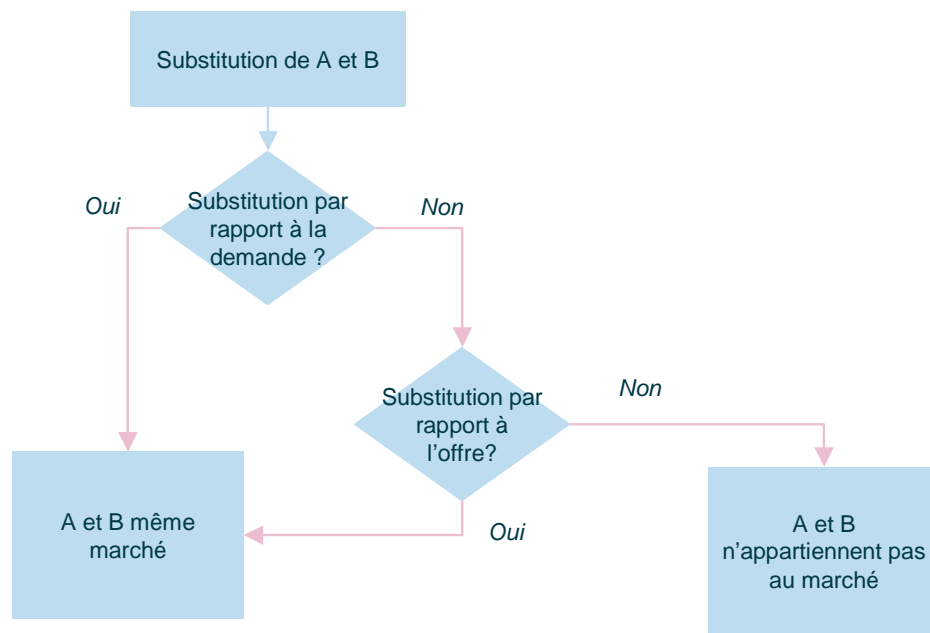 Substitution de A et B
Oui
Substitution par
rapport à la
demande ?
Non
Substitution par
rapport à
l’offre?
Non
A et B même
marché
Oui
A et B
n’appartiennent pas
au marché